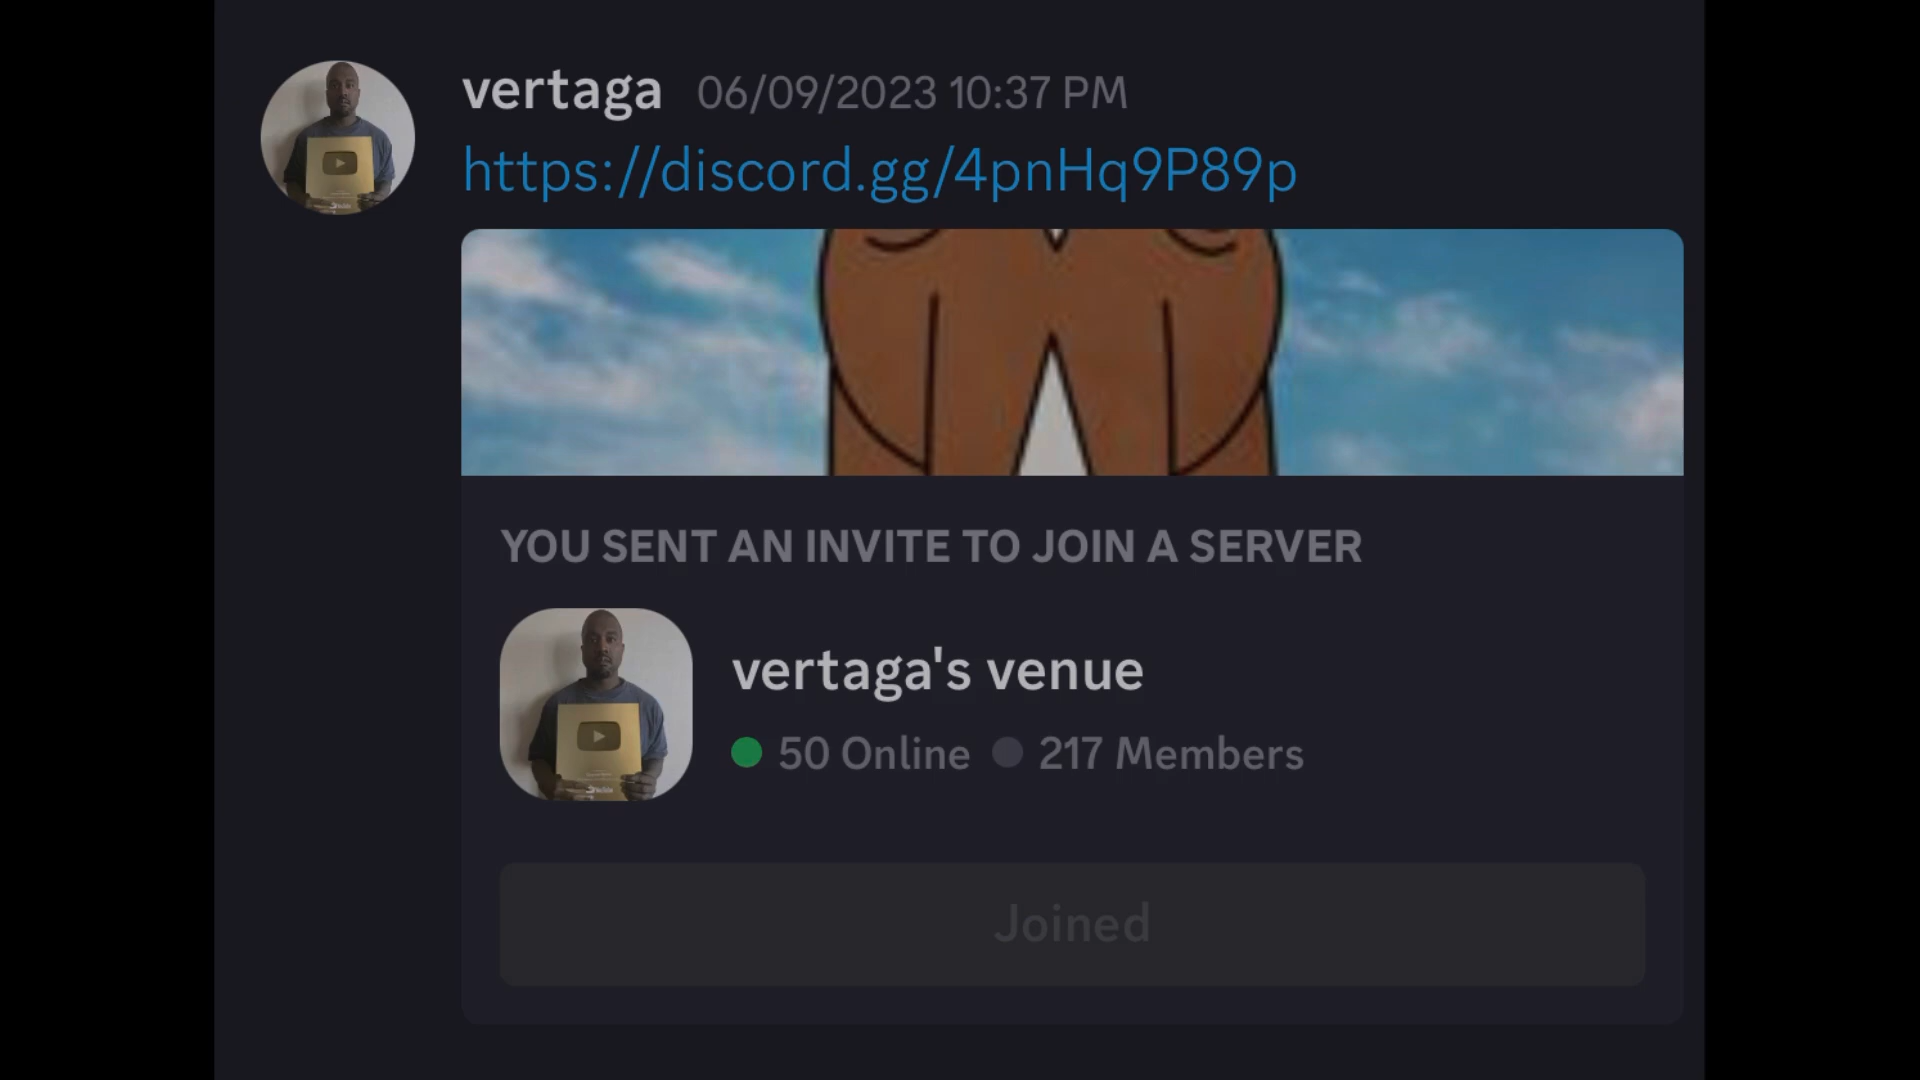 vertaga 06/09/2023 10:37 PM
https://discord.gg/4pnHq9P89p
YOU SENT AN INVITE TO JOIN A SERVER
vertaga's venue
50 Online 217 Members
Joined